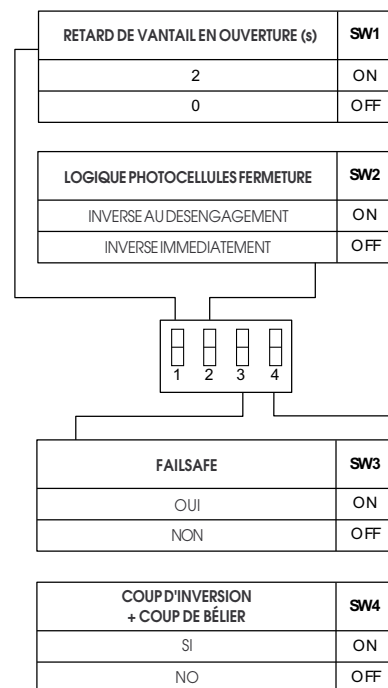 RETARD DE VANTAIL EN OUVERTURE (s) SW1
2 ON
0 OFF
LOGIQUE PHOTOCELLULES FERMETURE SW2
INVERSE AU DESENGAGEMENT ON
INVERSE IMMEDIATEMENT OFF
1 2 3 4
FAILSAFE SW3
OUI ON
NON OFF
COUP D'INVERSION
+ COUP DE BÉLIER SW4
SI ON
NO OFF